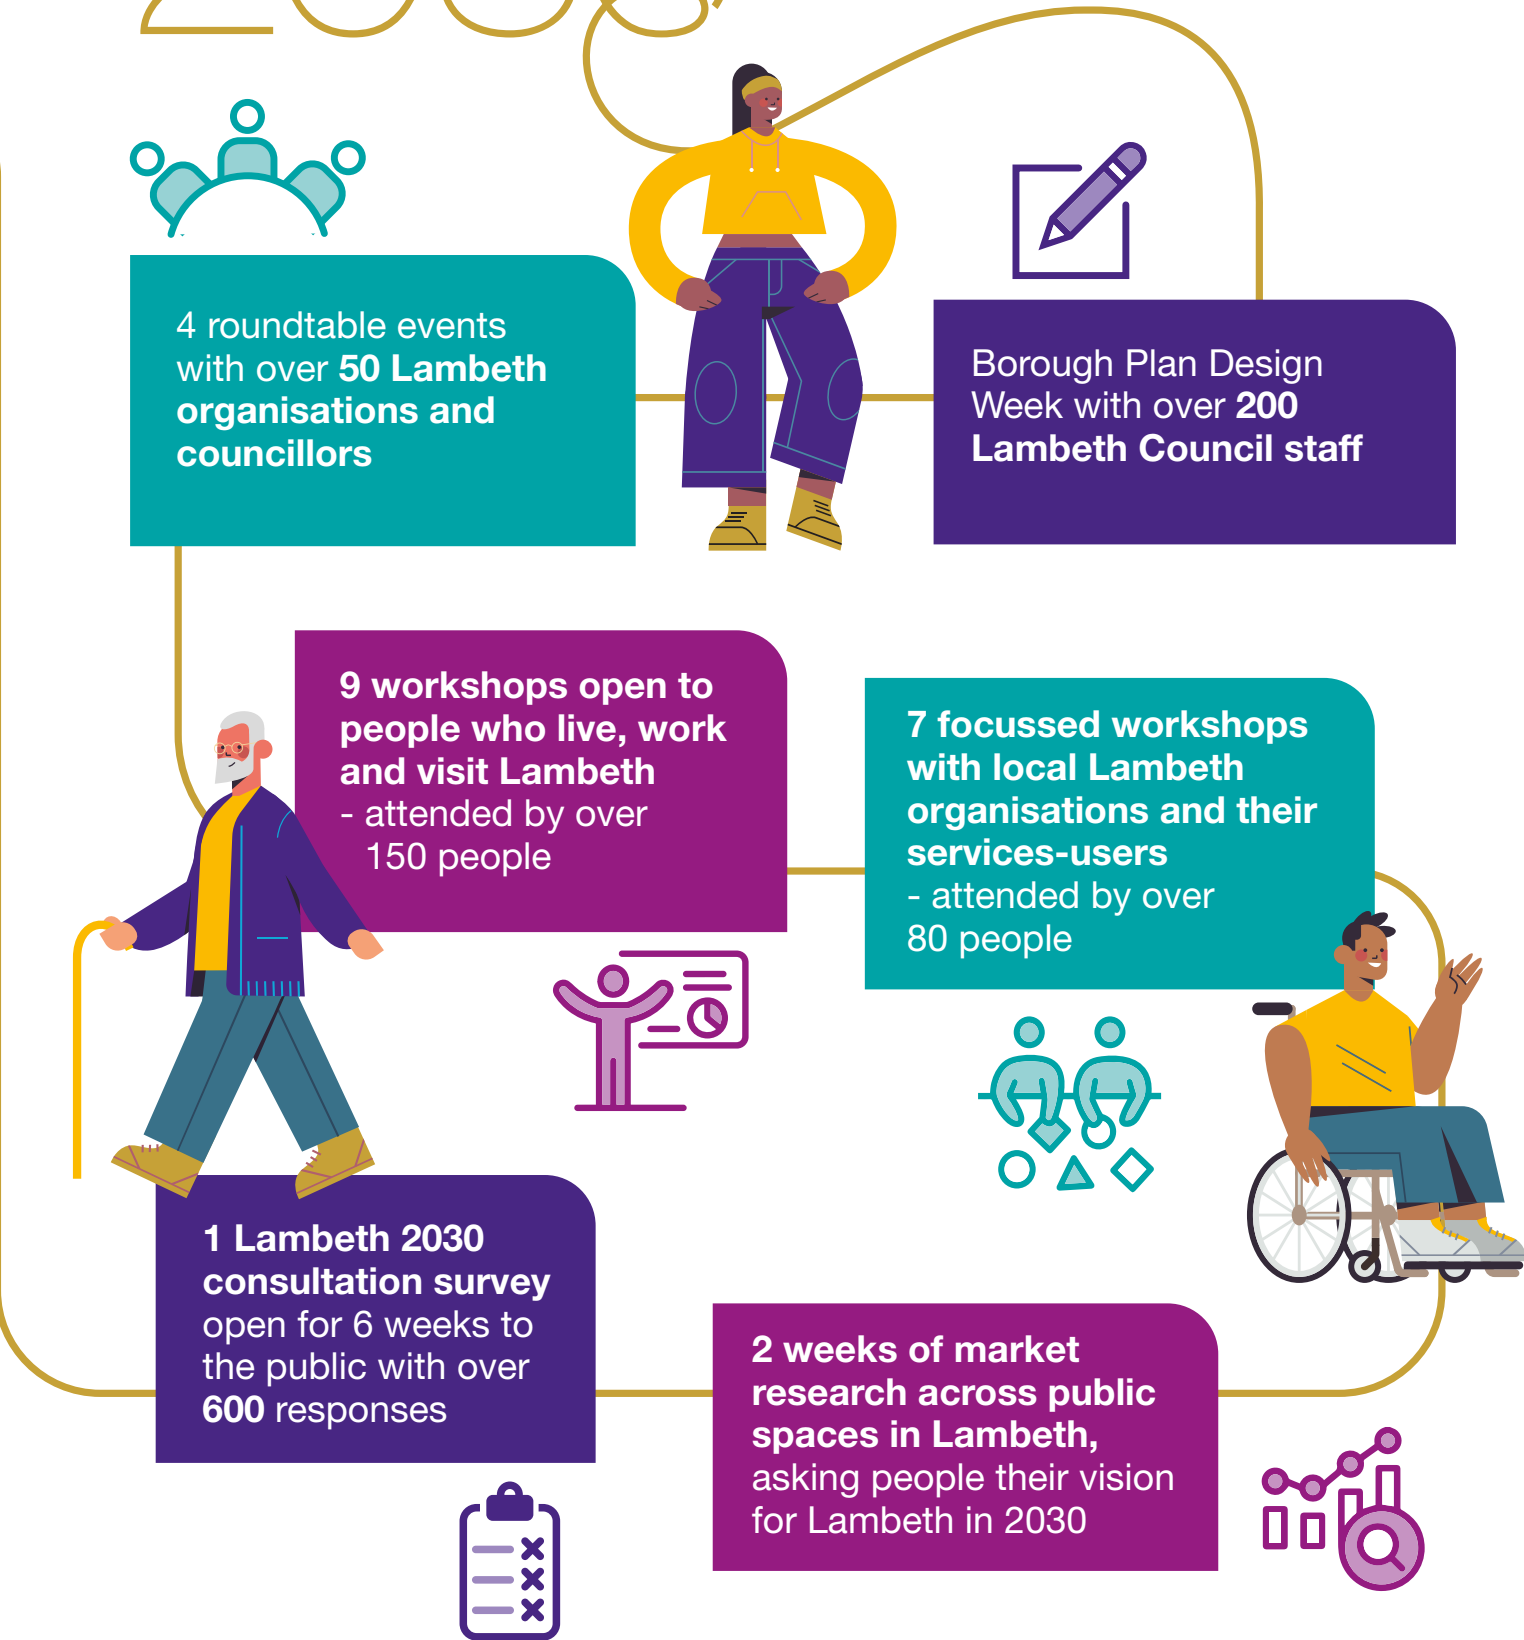 4 roundtable events
with over 50 Lambeth
organisations and
councillors
Borough Plan Design
Week with over 200
Lambeth Council staff
9 workshops open to
people who live, work
and visit Lambeth
- attended by over
150 people
7 focussed workshops
with local Lambeth
organisations and their
services-users
- attended by over
80 people
1 Lambeth 2030
consultation survey
open for 6 weeks to
the public with over
600 responses
2 weeks of market
research across public
spaces in Lambeth,
asking people their vision
for Lambeth in 2030